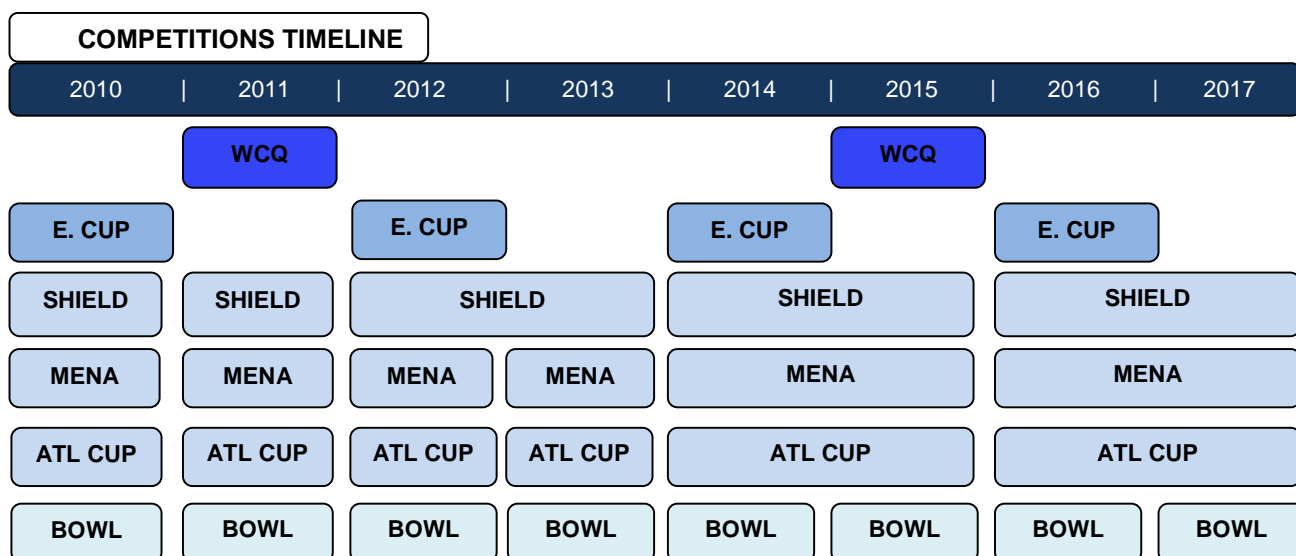 COMPETITIONS TIMELINE
2010 | 2011 | 2012 | 2013 | 2014 | 2015 | 2016 | 2017
WCQ WCQ
E. CUP E. CUP E. CUP E. CUP
SHIELD SHIELD SHIELD SHIELD SHIELD
MENA MENA MENA MENA MENA MENA
ATL CUP ATL CUP ATL CUP ATL CUP ATL CUP ATL CUP
BOWL BOWL BOWL BOWL BOWL BOWL BOWL BOWL